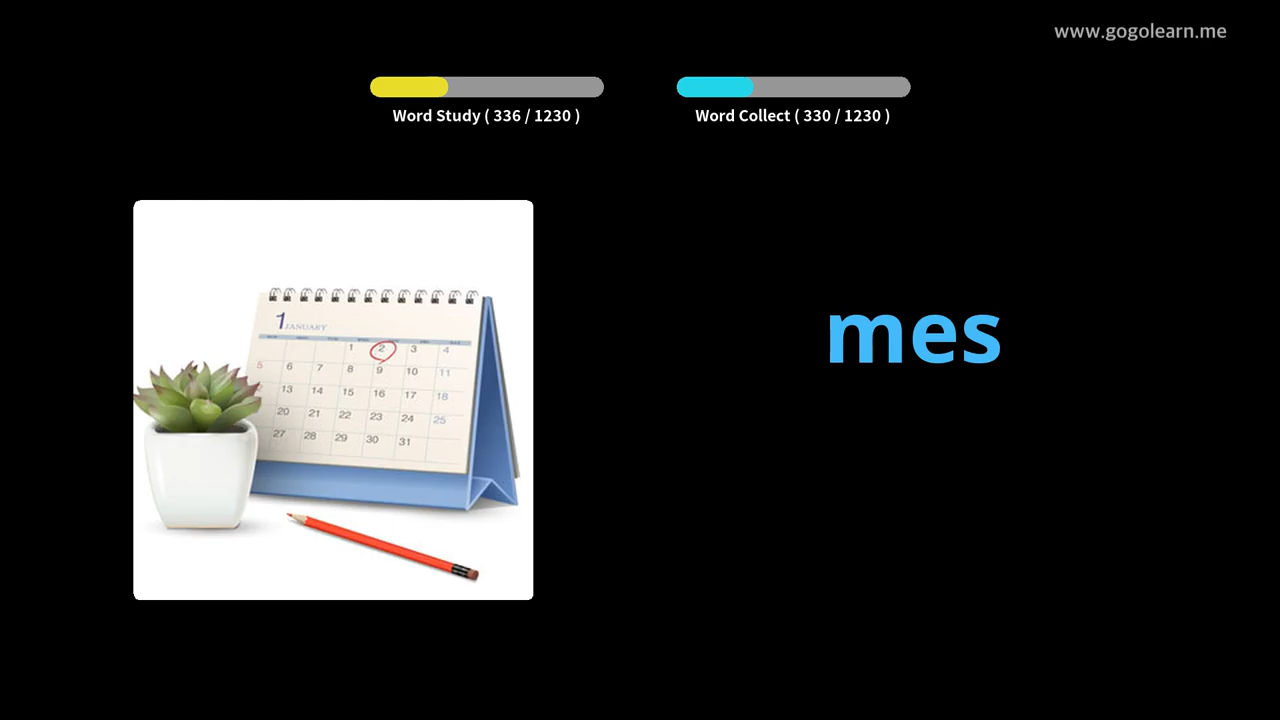 www.gogolearn.me
Word Study ( 336 / 1230 )
Word Collect ( 330 / 1230 )
mes
1 JANUARY
1 2 3 4
5 6 7 8 9 10 11
13 14 15 16 17 18
20 21 22 23 24 25
27 28 29 30 31